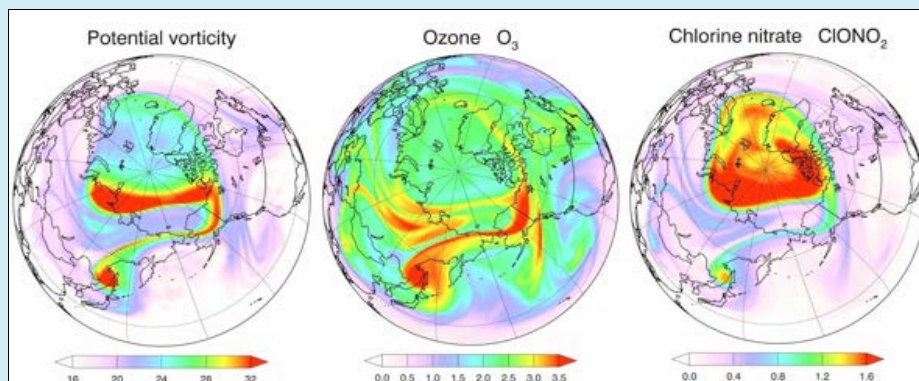 Potential vorticity
Ozone O₃
Chlorine nitrate ClONO₂
16 20 24 28 32
0.0 0.5 1.0 1.5 2.0 2.5 3.0 3.5
0.0 0.4 0.8 1.2 1.6